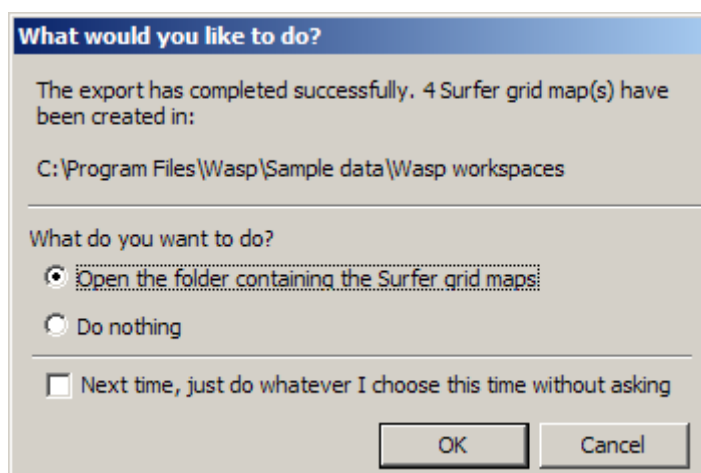 What would you like to do?
The export has completed successfully. 4 Surfer grid map(s) have
been created in:
C:\Program Files\Wasp\Sample data\Wasp workspaces
What do you want to do?
Open the folder containing the Surfer grid maps
Do nothing
Next time, just do whatever I choose this time without asking
OK
Cancel